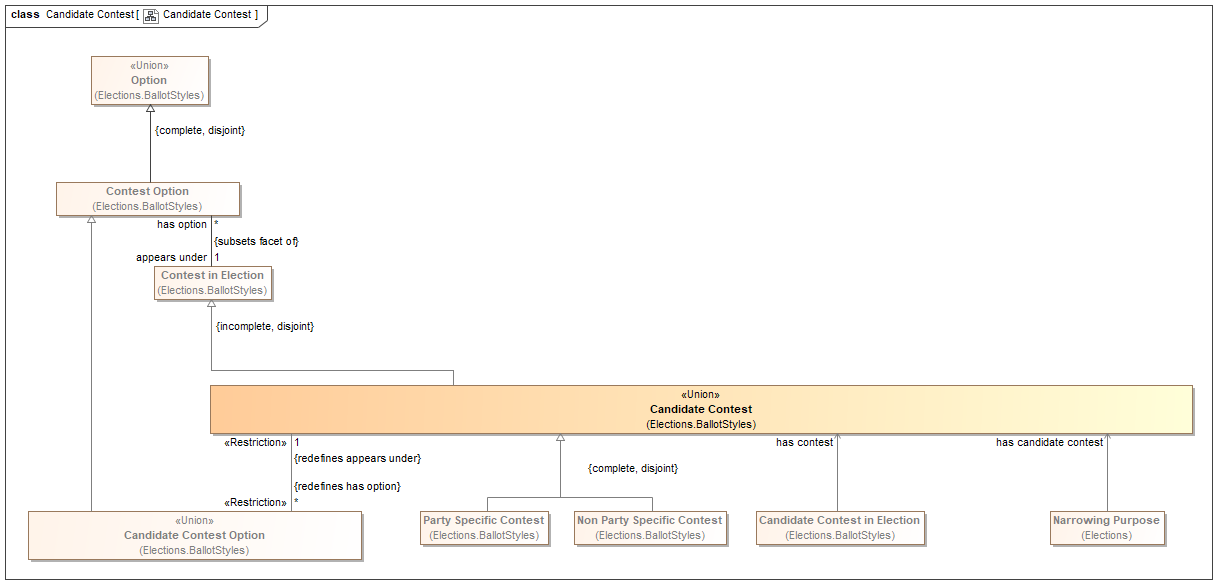 class Candidate Contest [ Candidate Contest ]
«Union»
Option
(Elections.BallotStyles)
{complete, disjoint}
Contest Option
(Elections.BallotStyles)
has option *
{subsets facet of}
appears under 1
Contest in Election
(Elections.BallotStyles)
{incomplete, disjoint}
«Union»
Candidate Contest
(Elections.BallotStyles)
«Restriction» 1
{redefines appears under}
{redefines has option}
«Restriction» *
{complete, disjoint}
has contest
has candidate contest
«Union»
Candidate Contest Option
(Elections.BallotStyles)
Party Specific Contest
(Elections.BallotStyles)
Non Party Specific Contest
(Elections.BallotStyles)
Candidate Contest in Election
(Elections.BallotStyles)
Narrowing Purpose
(Elections)